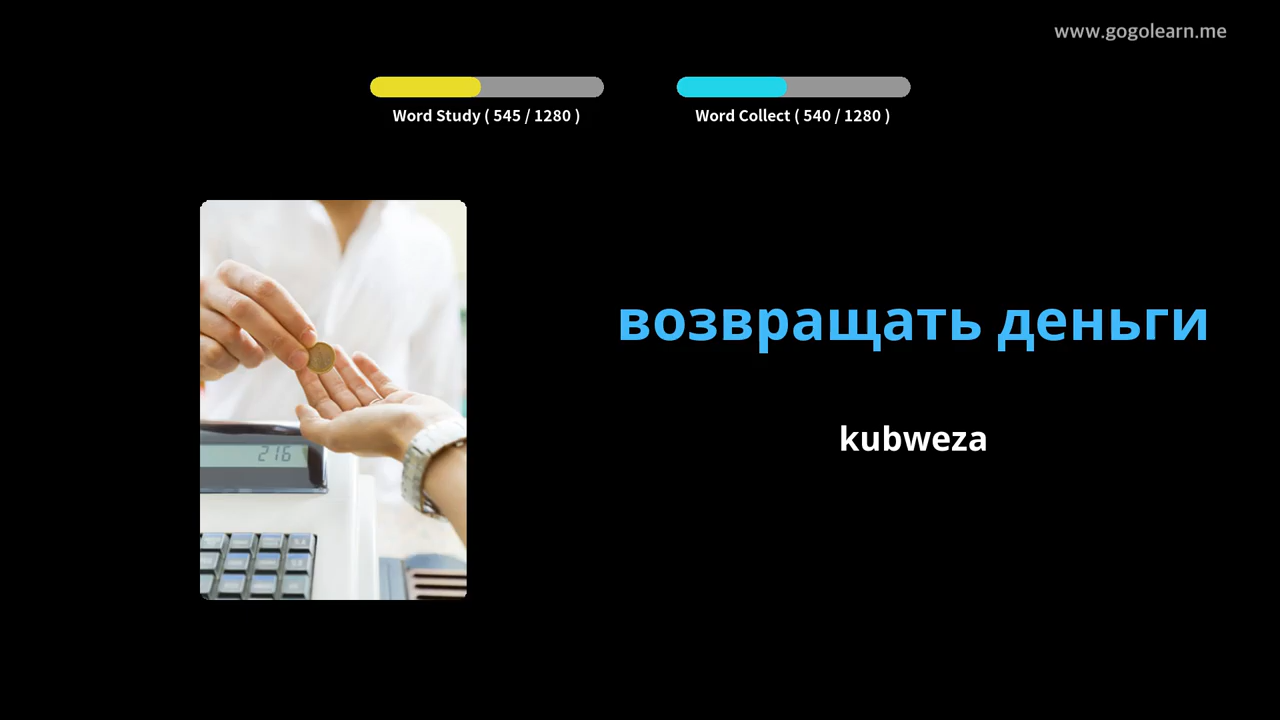 www.gogolearn.me
Word Study ( 545 / 1280 )
Word Collect ( 540 / 1280 )
возвращать деньги
216
kubweza